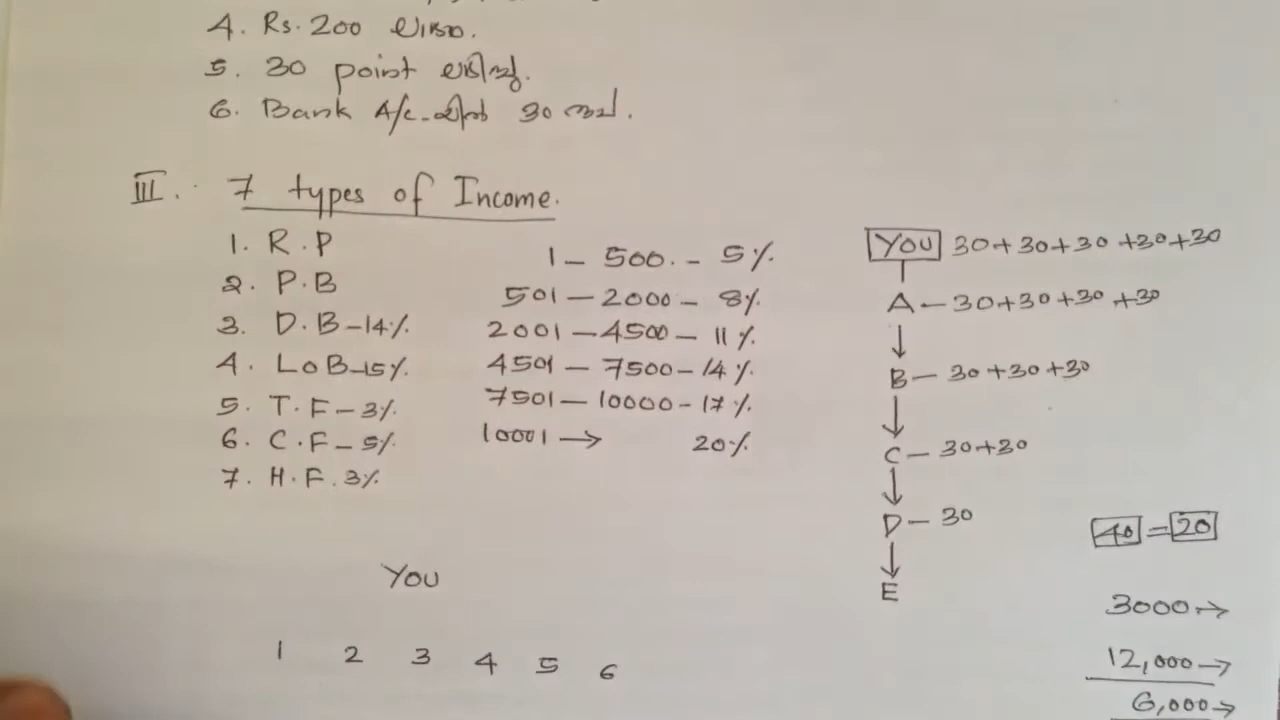 4. Rs. 200
5. 30 point ലഭിച്ചു.
6. Bank A/c-യിൽ 30
III. 7 types of Income.
1. R.P
2. P.B
3. D.B-14%
4. LOB-15%
5. T.F-3%
6. C.F-5%
7. H.F. 3%
1 - 500. - 5%
501 - 2000 - 8%
2001 - 4500 - 11%
4501 - 7500 - 14%
7501 - 10000 - 17%
10001 → 20%
YOU 30+30+30+30+30
A - 30+30+30+30
B - 30+30+30
C - 30+30
D - 30
E
40 = 20
3000→
12,000→
6,000→
YOU
1 2 3 4 5 6